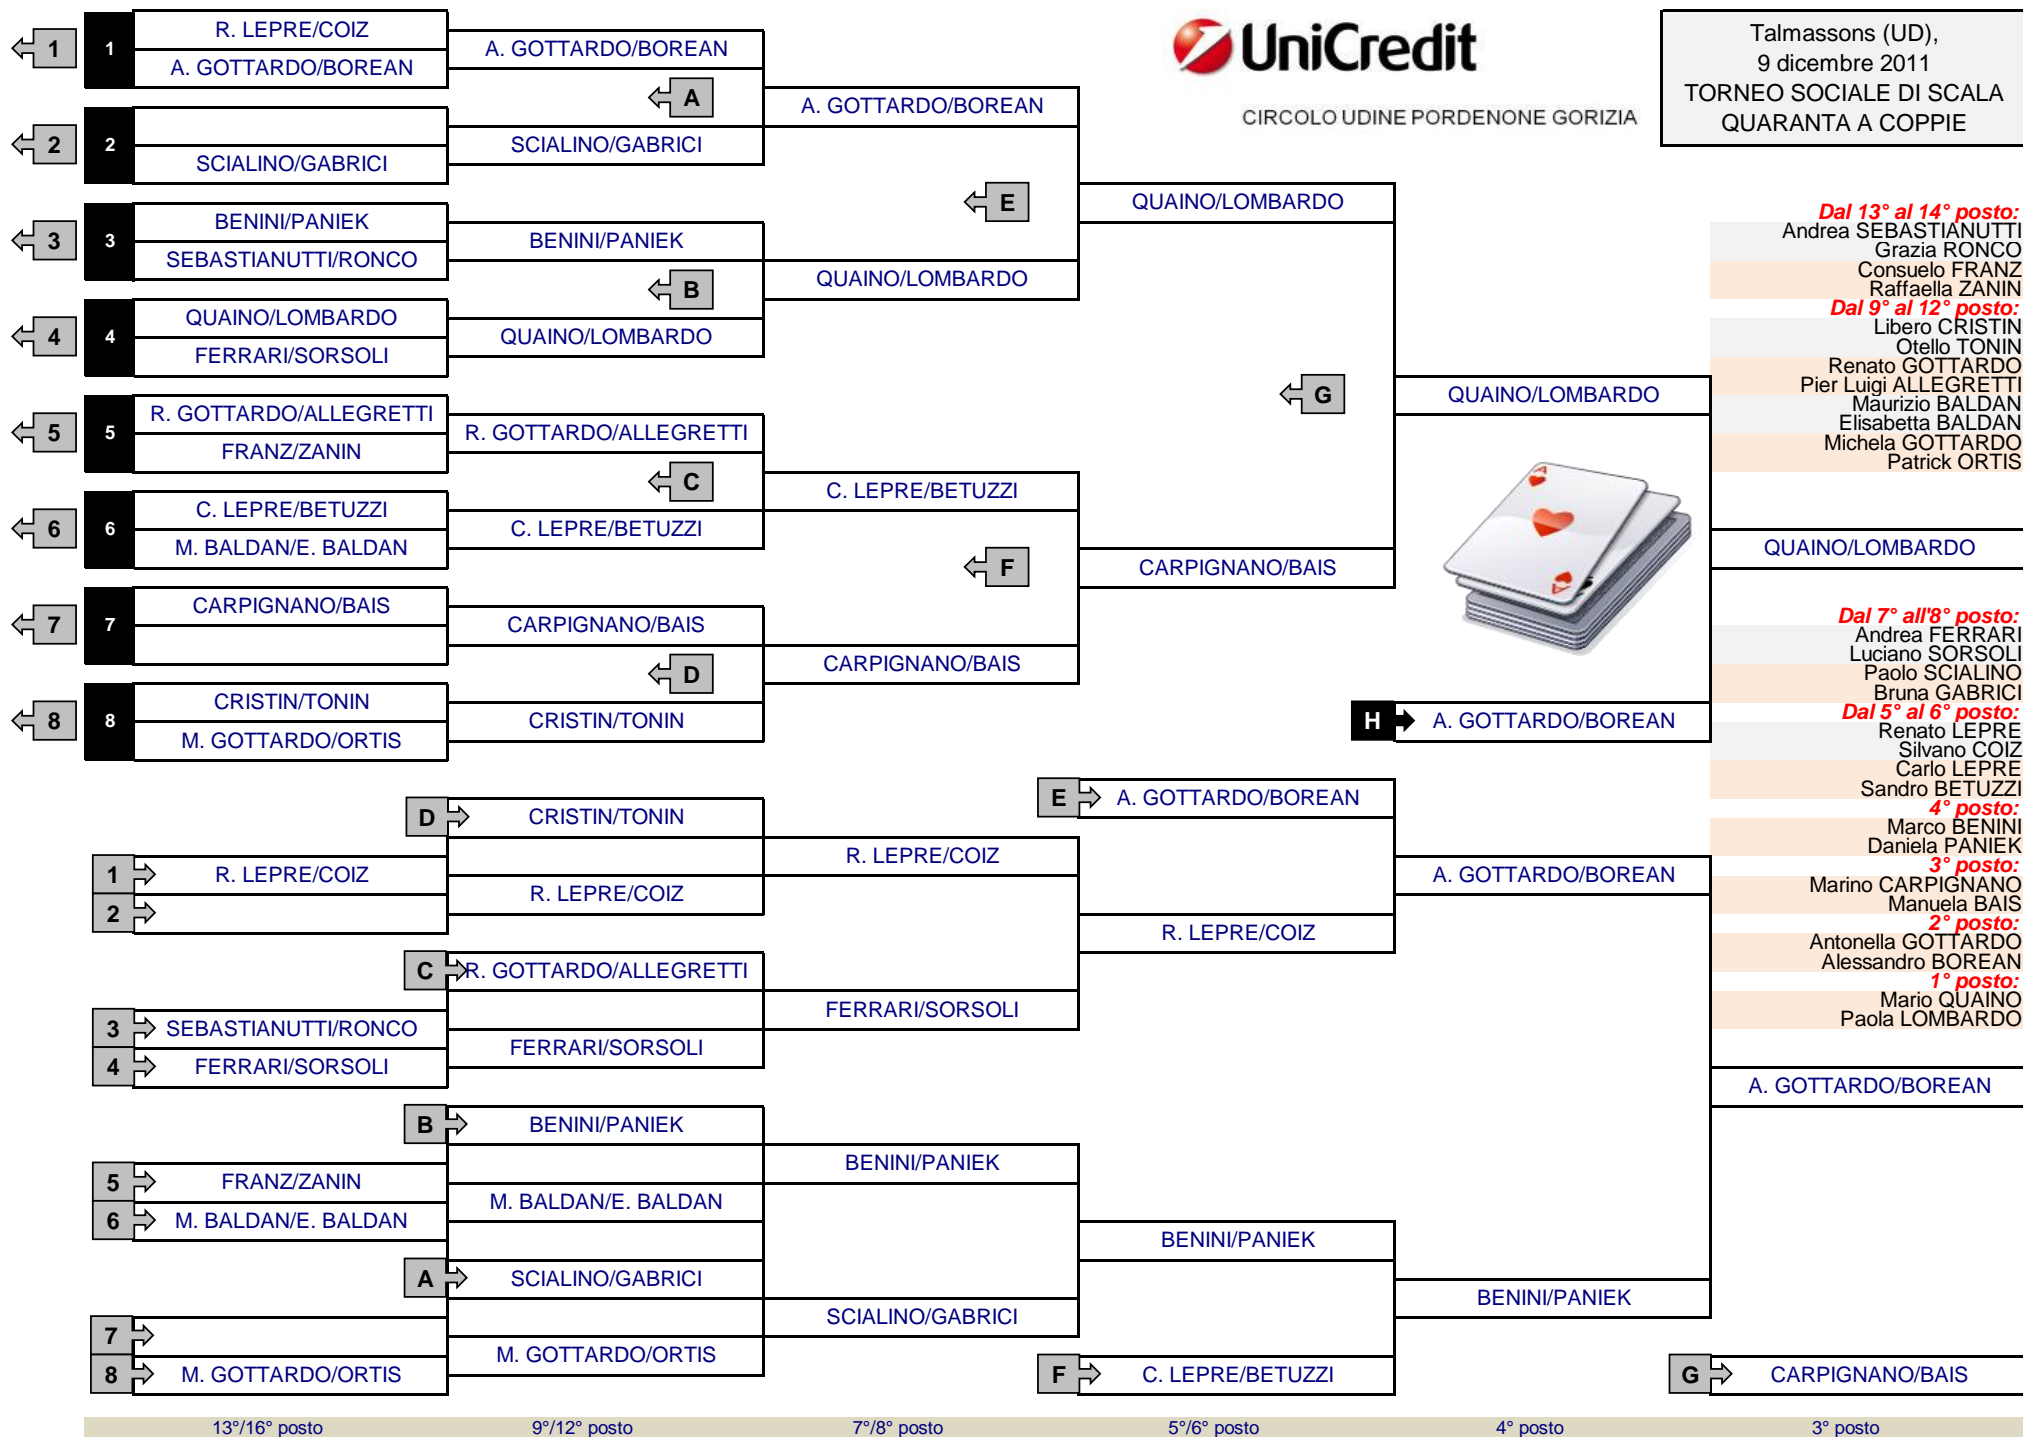 UniCredit
CIRCOLO UDINE PORDENONE GORIZIA
Talmassons (UD),
9 dicembre 2011
TORNEO SOCIALE DI SCALA
QUARANTA A COPPIE
1
1
R. LEPRE/COIZ
A. GOTTARDO/BOREAN
2
2
SCIALINO/GABRICI
3
3
BENINI/PANIEK
SEBASTIANUTTI/RONCO
4
4
QUAINO/LOMBARDO
FERRARI/SORSOLI
5
5
R. GOTTARDO/ALLEGRETTI
FRANZ/ZANIN
6
6
C. LEPRE/BETUZZI
M. BALDAN/E. BALDAN
7
7
CARPIGNANO/BAIS
8
8
CRISTIN/TONIN
M. GOTTARDO/ORTIS
A. GOTTARDO/BOREAN
A
SCIALINO/GABRICI
BENINI/PANIEK
B
QUAINO/LOMBARDO
R. GOTTARDO/ALLEGRETTI
C
C. LEPRE/BETUZZI
CARPIGNANO/BAIS
D
CRISTIN/TONIN
A. GOTTARDO/BOREAN
E
QUAINO/LOMBARDO
C. LEPRE/BETUZZI
F
CARPIGNANO/BAIS
QUAINO/LOMBARDO
G
CARPIGNANO/BAIS
QUAINO/LOMBARDO
A
A
H
A. GOTTARDO/BOREAN
QUAINO/LOMBARDO
Dal 13° al 14° posto:
Andrea SEBASTIANUTTI
Grazia RONCO
Consuelo FRANZ
Raffaella ZANIN
Dal 9° al 12° posto:
Libero CRISTIN
Otello TONIN
Renato GOTTARDO
Pier Luigi ALLEGRETTI
Maurizio BALDAN
Elisabetta BALDAN
Michela GOTTARDO
Patrick ORTIS
Dal 7° all'8° posto:
Andrea FERRARI
Luciano SORSOLI
Paolo SCIALINO
Bruna GABRICI
Dal 5° al 6° posto:
Renato LEPRE
Silvano COIZ
Carlo LEPRE
Sandro BETUZZI
4° posto:
Marco BENINI
Daniela PANIEK
3° posto:
Marino CARPIGNANO
Manuela BAIS
2° posto:
Antonella GOTTARDO
Alessandro BOREAN
1° posto:
Mario QUAINO
Paola LOMBARDO
1
R. LEPRE/COIZ
2
3
SEBASTIANUTTI/RONCO
4
FERRARI/SORSOLI
5
FRANZ/ZANIN
6
M. BALDAN/E. BALDAN
7
8
M. GOTTARDO/ORTIS
D
CRISTIN/TONIN
R. LEPRE/COIZ
C
R. GOTTARDO/ALLEGRETTI
FERRARI/SORSOLI
B
BENINI/PANIEK
M. BALDAN/E. BALDAN
A
SCIALINO/GABRICI
M. GOTTARDO/ORTIS
R. LEPRE/COIZ
FERRARI/SORSOLI
BENINI/PANIEK
SCIALINO/GABRICI
E
A. GOTTARDO/BOREAN
R. LEPRE/COIZ
BENINI/PANIEK
F
C. LEPRE/BETUZZI
A. GOTTARDO/BOREAN
BENINI/PANIEK
A. GOTTARDO/BOREAN
G
CARPIGNANO/BAIS
13°/16° posto
9°/12° posto
7°/8° posto
5°/6° posto
4° posto
3° posto